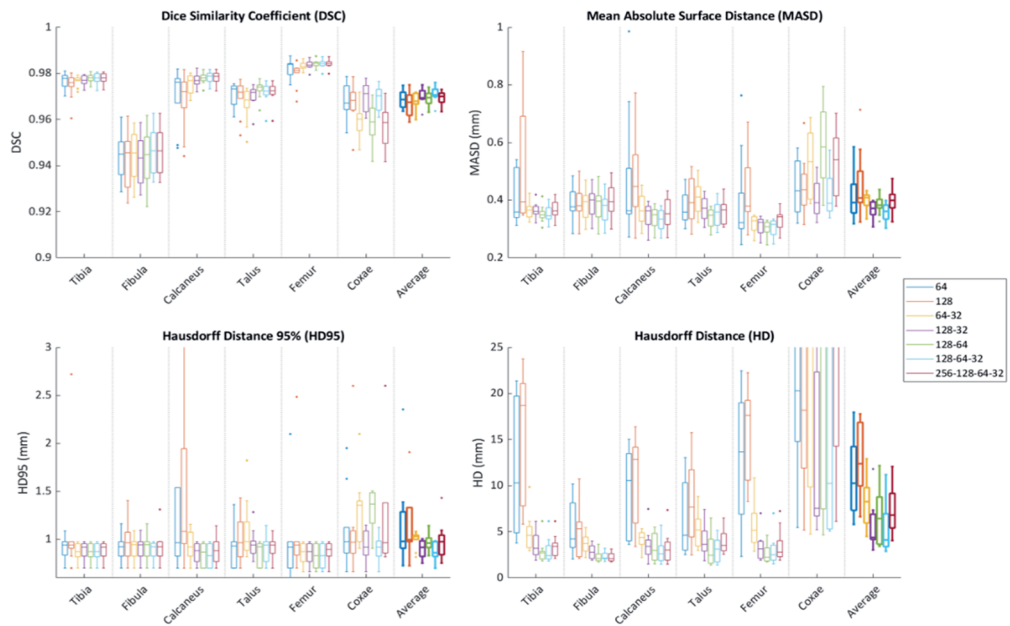 Dice Similarity Coefficient (DSC)
1
0.98
0.96
0.94
0.92
0.9
DSC
Tibia
Fibula
Calcaneus
Talus
Femur
Coxae
Average
Mean Absolute Surface Distance (MASD)
1
0.8
0.6
0.4
0.2
MASD (mm)
Tibia
Fibula
Calcaneus
Talus
Femur
Coxae
Average
64
128
64-32
128-32
128-64
128-64-32
256-128-64-32
Hausdorff Distance 95% (HD95)
3
2.5
2
1.5
1
HD95 (mm)
Tibia
Fibula
Calcaneus
Talus
Femur
Coxae
Average
Hausdorff Distance (HD)
25
20
15
10
5
0
HD (mm)
Tibia
Fibula
Calcaneus
Talus
Femur
Coxae
Average